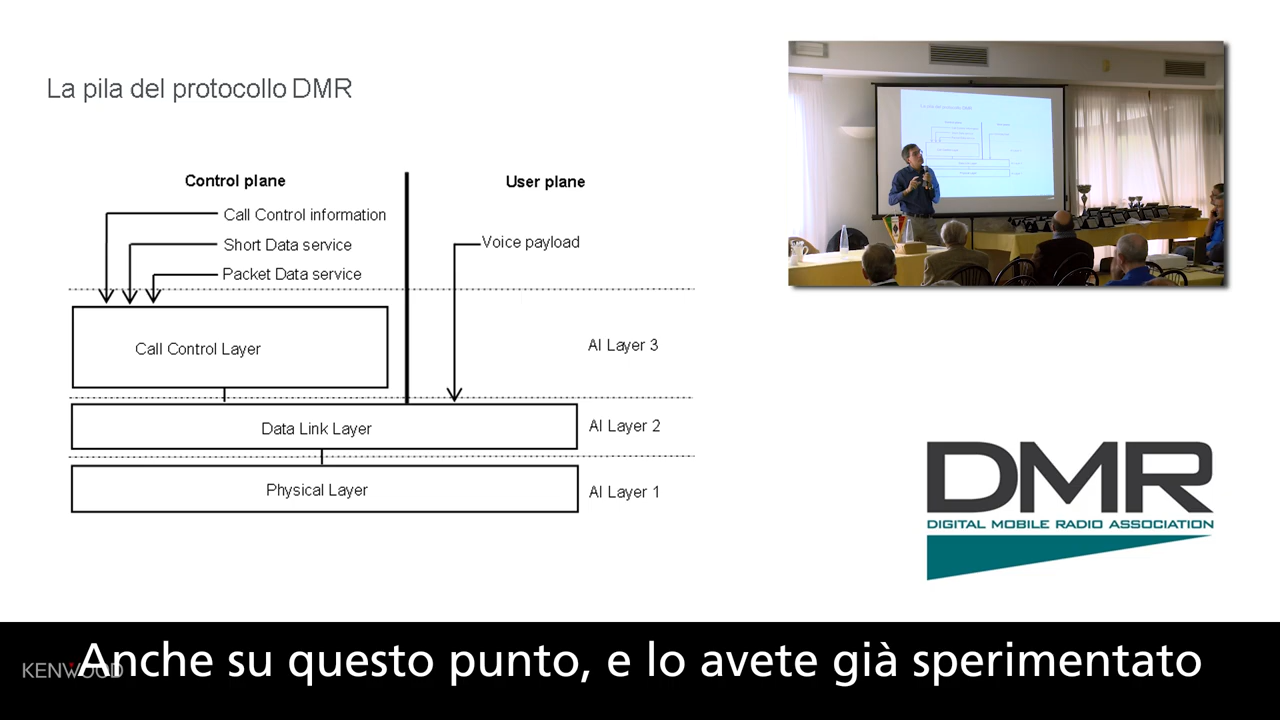 La pila del protocollo DMR
Control plane
User plane
Call Control information
Short Data service
Voice payload
Packet Data service
Call Control Layer
AI Layer 3
Data Link Layer
AI Layer 2
Physical Layer
AI Layer 1
DMR
DIGITAL MOBILE RADIO ASSOCIATION
KENWOOD
Anche su questo punto, e lo avete già sperimentato